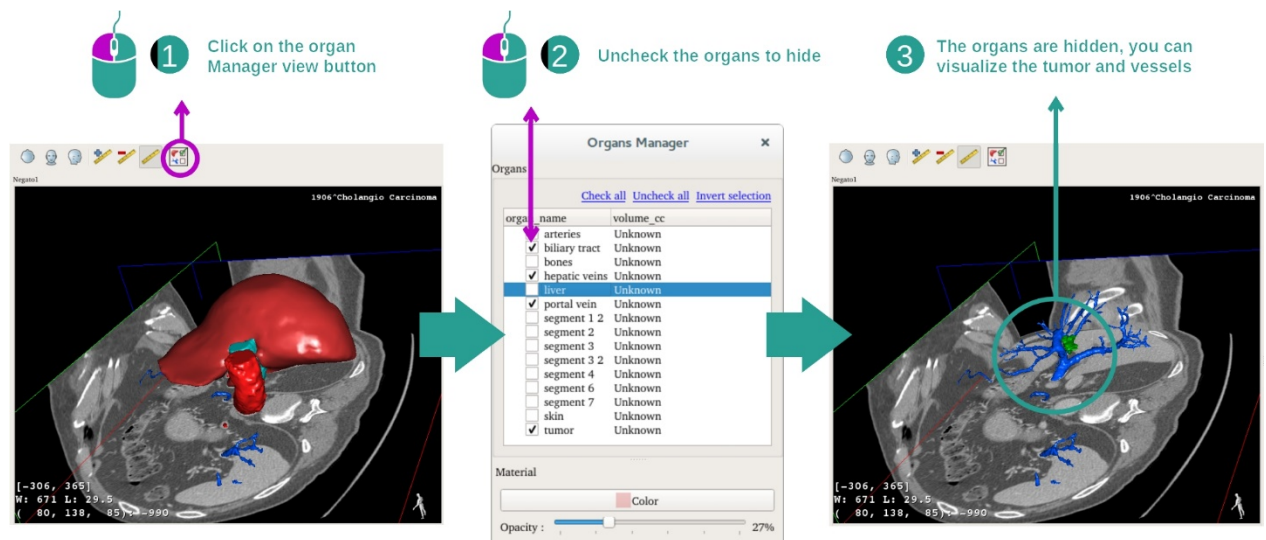 1
Click on the organ
Manager view button
2
Uncheck the organs to hide
3
The organs are hidden, you can
visualize the tumor and vessels
Negato1
1906^Cholangio Carcinoma
[-306, 365]
W: 671 L: 29.5
( 80, 138, 85): -990
Organs Manager
Organs
Check all Uncheck all Invert selection
organ_name volume_cc
arteries Unknown
biliary tract Unknown
bones Unknown
hepatic veins Unknown
liver Unknown
portal vein Unknown
segment 1 2 Unknown
segment 2 Unknown
segment 3 Unknown
segment 3 2 Unknown
segment 4 Unknown
segment 6 Unknown
segment 7 Unknown
skin Unknown
tumor Unknown
Material
Color
Opacity : 27%
Negato1
1906^Cholangio Carcinoma
[-306, 365]
W: 671 L: 29.5
( 80, 138, 85): -990